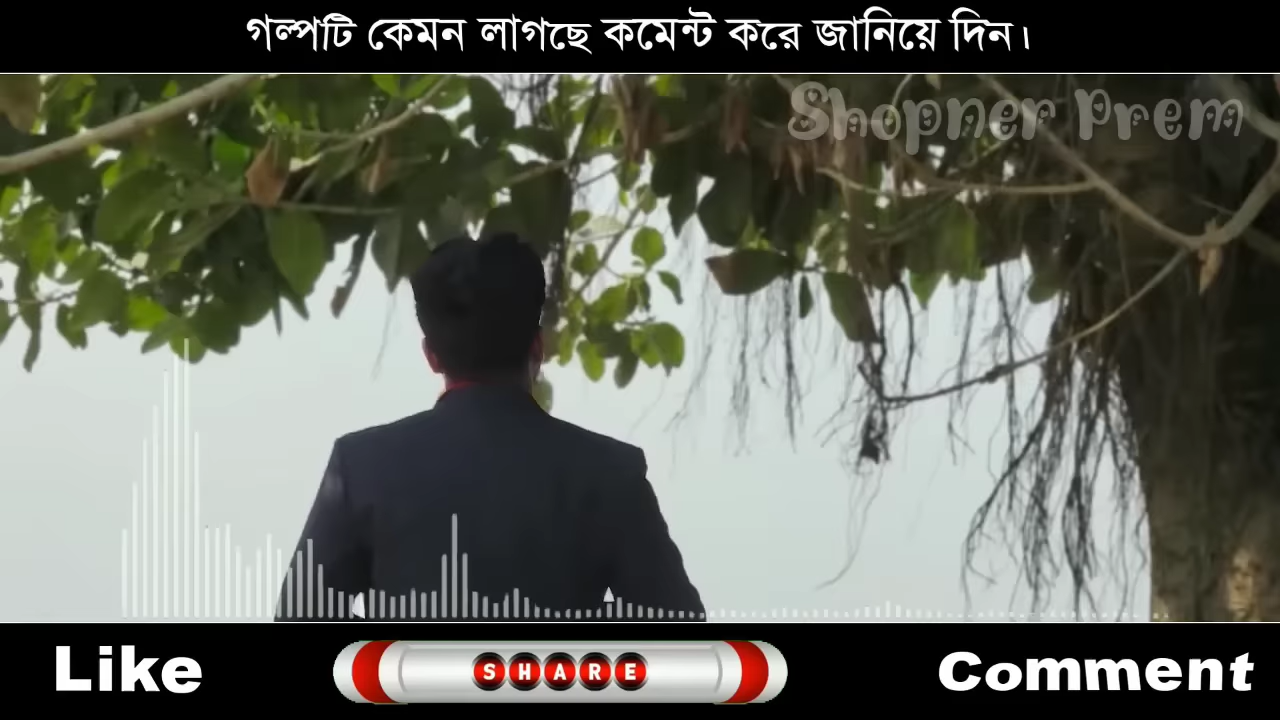 গল্পটি কেমন লাগছে কমেন্ট করে জানিয়ে দিন।
Shopner Prem
Like
SHARE
Comment